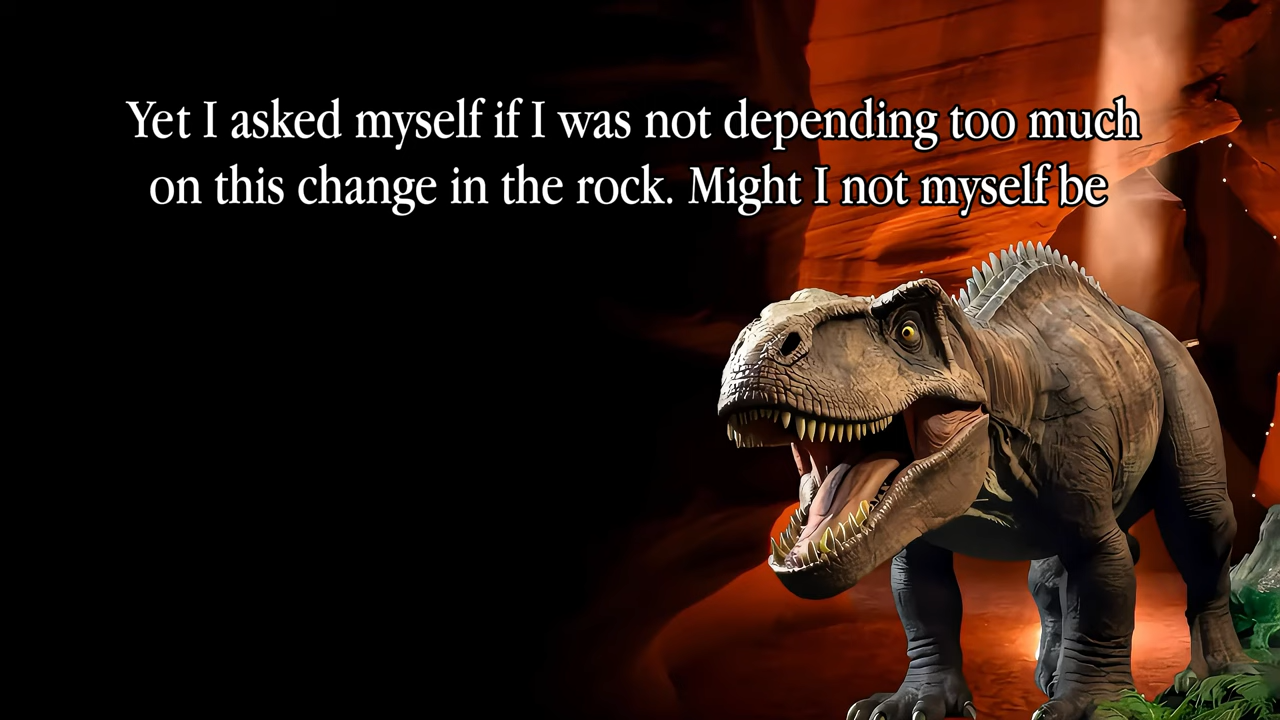 Yet I asked myself if I was not depending too much
on this change in the rock. Might I not myself be